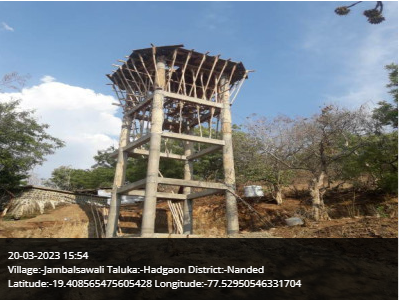 20-03-2023 15:54
Village:-Jambalsawali Taluka:-Hadgaon District:-Nanded
Latitude:-19.408565475605428 Longitude:-77.52950546331704